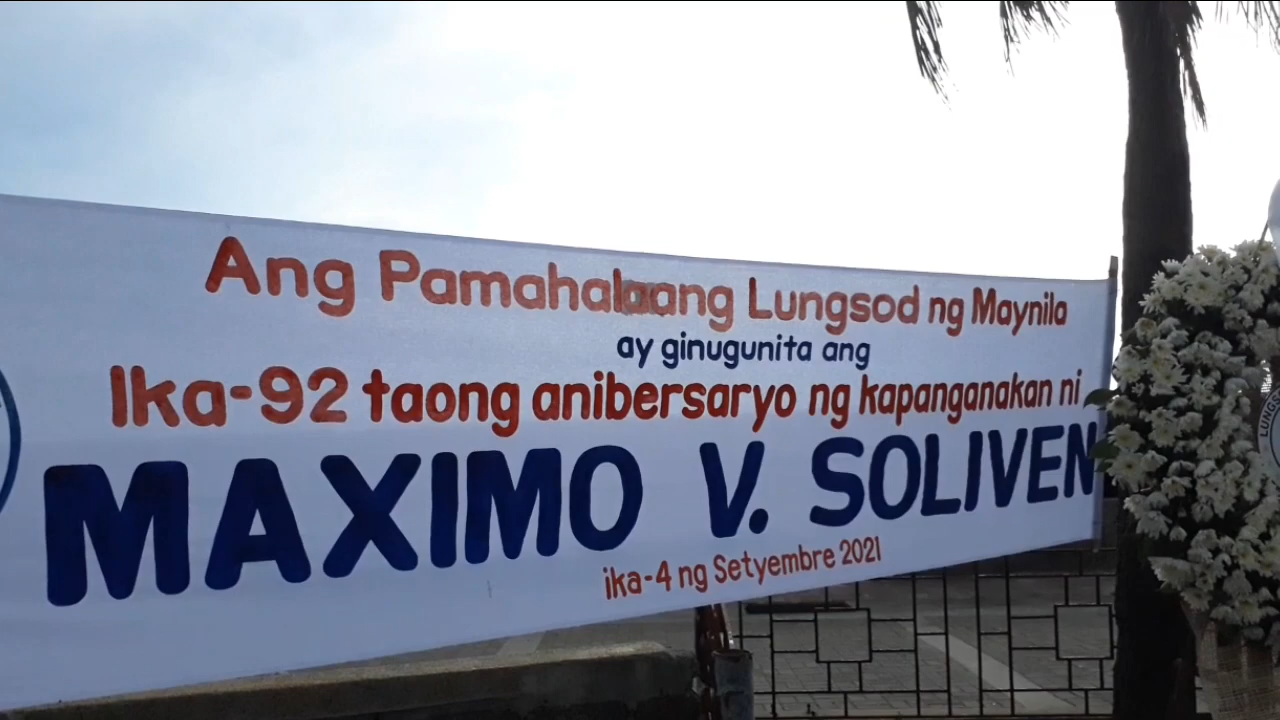 Ang Pamahalaang Lungsod ng Maynila
ay ginugunita ang
Ika-92 taong anibersaryo ng kapanganakan ni
MAXIMO V. SOLIVEN
ika-4 ng Setyembre 2021